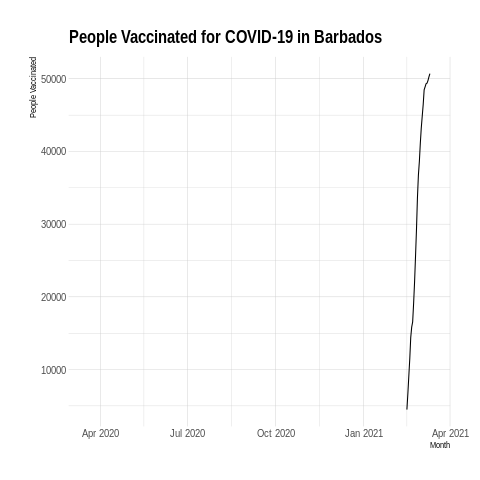 People Vaccinated for COVID-19 in Barbados
People Vaccinated
50000
40000
30000
20000
10000
Apr 2020 Jul 2020 Oct 2020 Jan 2021 Apr 2021
Month